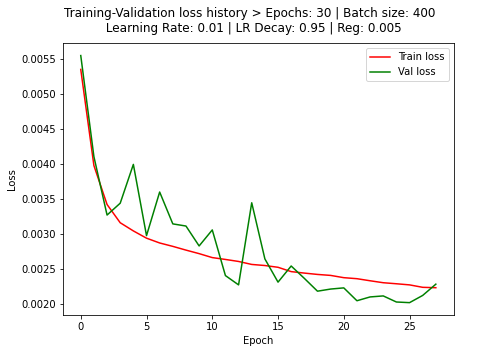 Training-Validation loss history > Epochs: 30 | Batch size: 400
Learning Rate: 0.01 | LR Decay: 0.95 | Reg: 0.005
Train loss
Val loss
0.0055
0.0050
0.0045
0.0040
0.0035
0.0030
0.0025
0.0020
Loss
0 5 10 15 20 25
Epoch